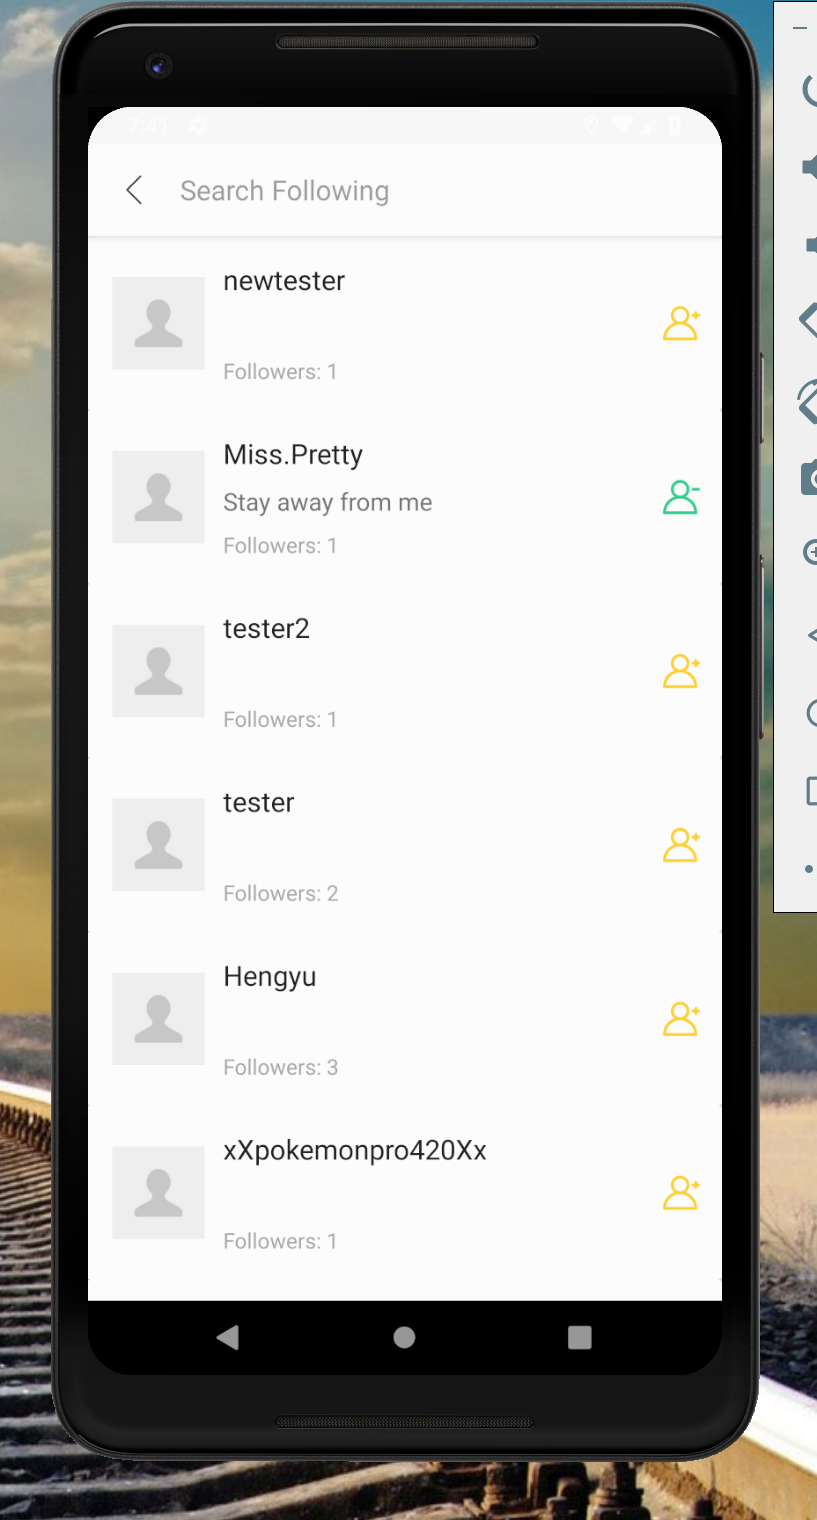 7:41
Search Following
newtester
Followers: 1
Miss.Pretty
Stay away from me
Followers: 1
tester2
Followers: 1
tester
Followers: 2
Hengyu
Followers: 3
xXpokemonpro420Xx
Followers: 1